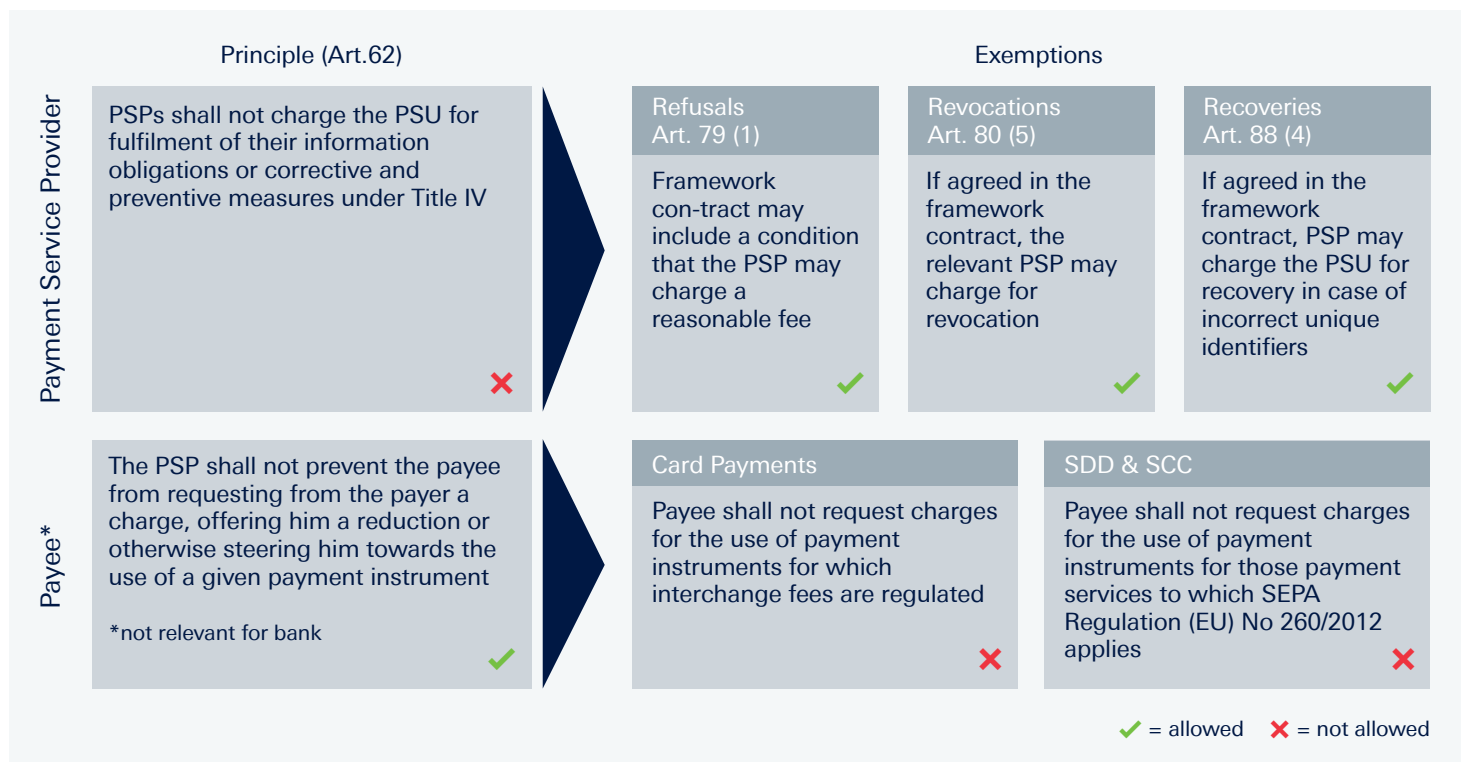 Principle (Art.62)
Exemptions
Payment Service Provider
PSPs shall not charge the PSU for
fulfilment of their information
obligations or corrective and
preventive measures under Title IV
Refusals
Art. 79 (1)
Framework
con-tract may
include a condition
that the PSP may
charge a
reasonable fee
Revocations
Art. 80 (5)
If agreed in the
framework
contract, the
relevant PSP may
charge for
revocation
Recoveries
Art. 88 (4)
If agreed in the
framework
contract, PSP may
charge the PSU for
recovery in case of
incorrect unique
identifiers
Payee*
The PSP shall not prevent the payee
from requesting from the payer a
charge, offering him a reduction or
otherwise steering him towards the
use of a given payment instrument
*not relevant for bank
Card Payments
Payee shall not request charges
for the use of payment
instruments for which
interchange fees are regulated
SDD & SCC
Payee shall not request charges
for the use of payment
instruments for those payment
services to which SEPA
Regulation (EU) No 260/2012
applies
= allowed
= not allowed